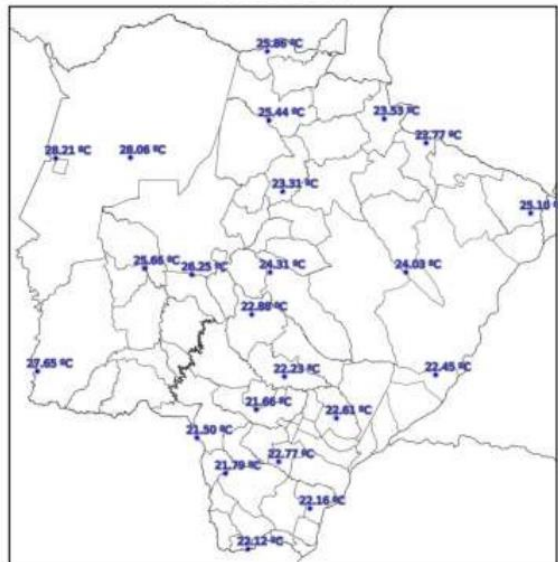 25.86 ºC
25.44 ºC
23.53 ºC
22.77 ºC
28.21 ºC
28.06 ºC
23.31 ºC
25.10 º
25.66 ºC
26.25 ºC
24.31 ºC
24.03 ºC
22.88 ºC
27.65 ºC
22.23 ºC
22.45 ºC
21.66 ºC
22.61 ºC
21.50 ºC
22.77 ºC
21.79 ºC
22.16 ºC
22.12 ºC